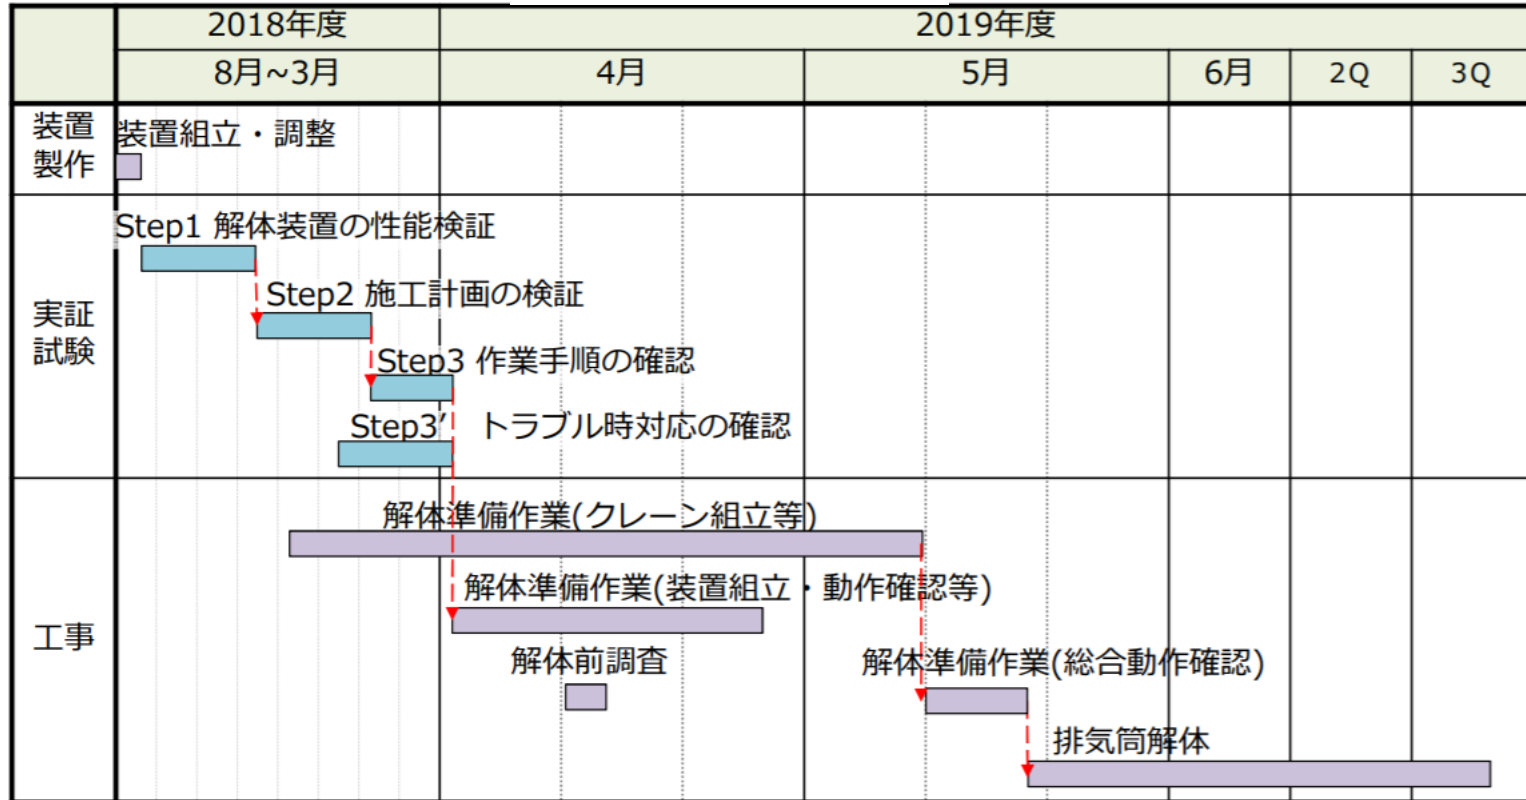 2018年度
2019年度
8月~3月
4月
5月
6月
2Q
3Q
装置
製作
装置組立・調整
実証
試験
Step1 解体装置の性能検証
Step2 施工計画の検証
Step3 作業手順の確認
Step3′ トラブル時対応の確認
工事
解体準備作業(クレーン組立等)
解体準備作業(装置組立・動作確認等)
解体前調査
解体準備作業(総合動作確認)
排気筒解体